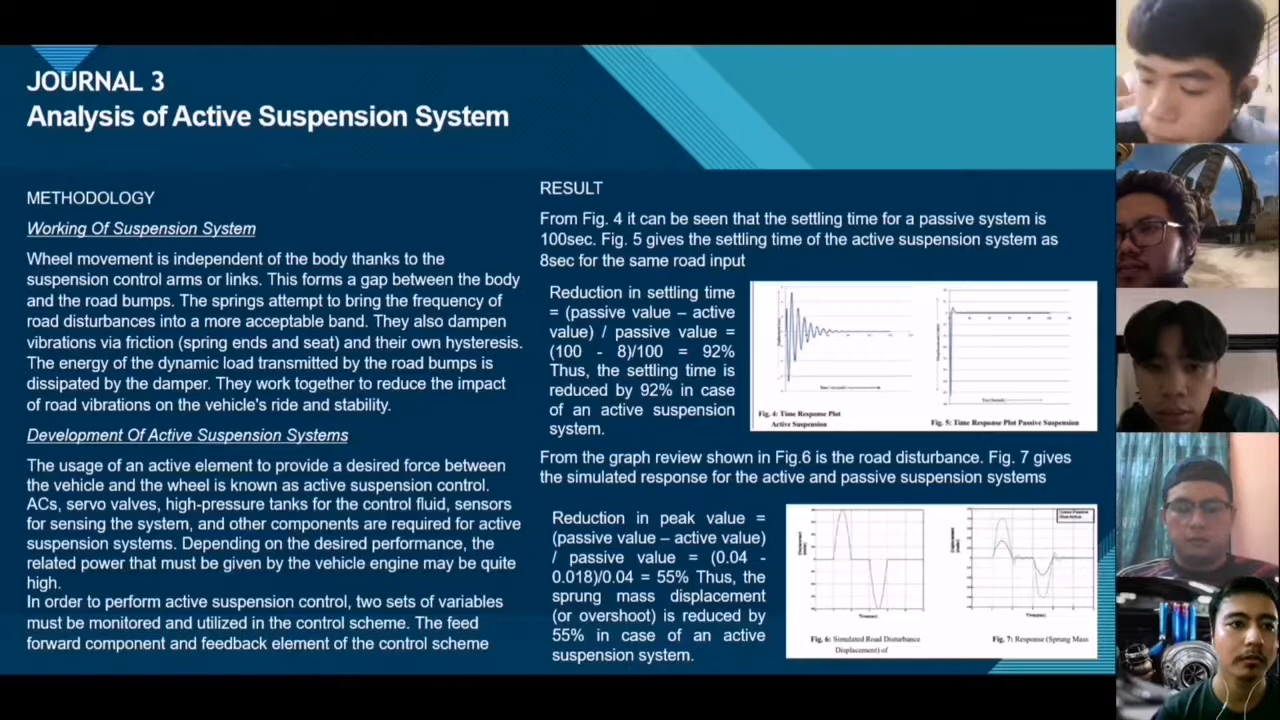 JOURNAL 3
Analysis of Active Suspension System
METHODOLOGY
Working Of Suspension System
Wheel movement is independent of the body thanks to the
suspension control arms or links. This forms a gap between the body
and the road bumps. The springs attempt to bring the frequency of
road disturbances into a more acceptable band. They also dampen
vibrations via friction (spring ends and seat) and their own hysteresis.
The energy of the dynamic load transmitted by the road bumps is
dissipated by the damper. They work together to reduce the impact
of road vibrations on the vehicle's ride and stability.
Development Of Active Suspension Systems
The usage of an active element to provide a desired force between
the vehicle and the wheel is known as active suspension control.
ACs, servo valves, high-pressure tanks for the control fluid, sensors
for sensing the system, and other components are required for active
suspension systems. Depending on the desired performance, the
related power that must be given by the vehicle engine may be quite
high.
In order to perform active suspension control, two sets of variables
must be monitored and utilized in the control scheme. The feed
forward component and feedback element of the control scheme
RESULT
From Fig. 4 it can be seen that the settling time for a passive system is
100sec. Fig. 5 gives the settling time of the active suspension system as
8sec for the same road input
Reduction in settling time
= (passive value – active
value) / passive value =
(100 - 8)/100 = 92%
Thus, the settling time is
reduced by 92% in case
of an active suspension
system.
Fig. 4: Time Response Plot
Active Suspension
Fig. 5: Time Response Plot Passive Suspension
From the graph review shown in Fig.6 is the road disturbance. Fig. 7 gives
the simulated response for the active and passive suspension systems
Reduction in peak value =
(passive value – active value)
/ passive value = (0.04 -
0.018)/0.04 = 55% Thus, the
sprung mass displacement
(or overshoot) is reduced by
55% in case of an active
suspension system.
Fig. 6: Simulated Road Disturbance
Displacement) of
Fig. 7: Response (Sprung Mass